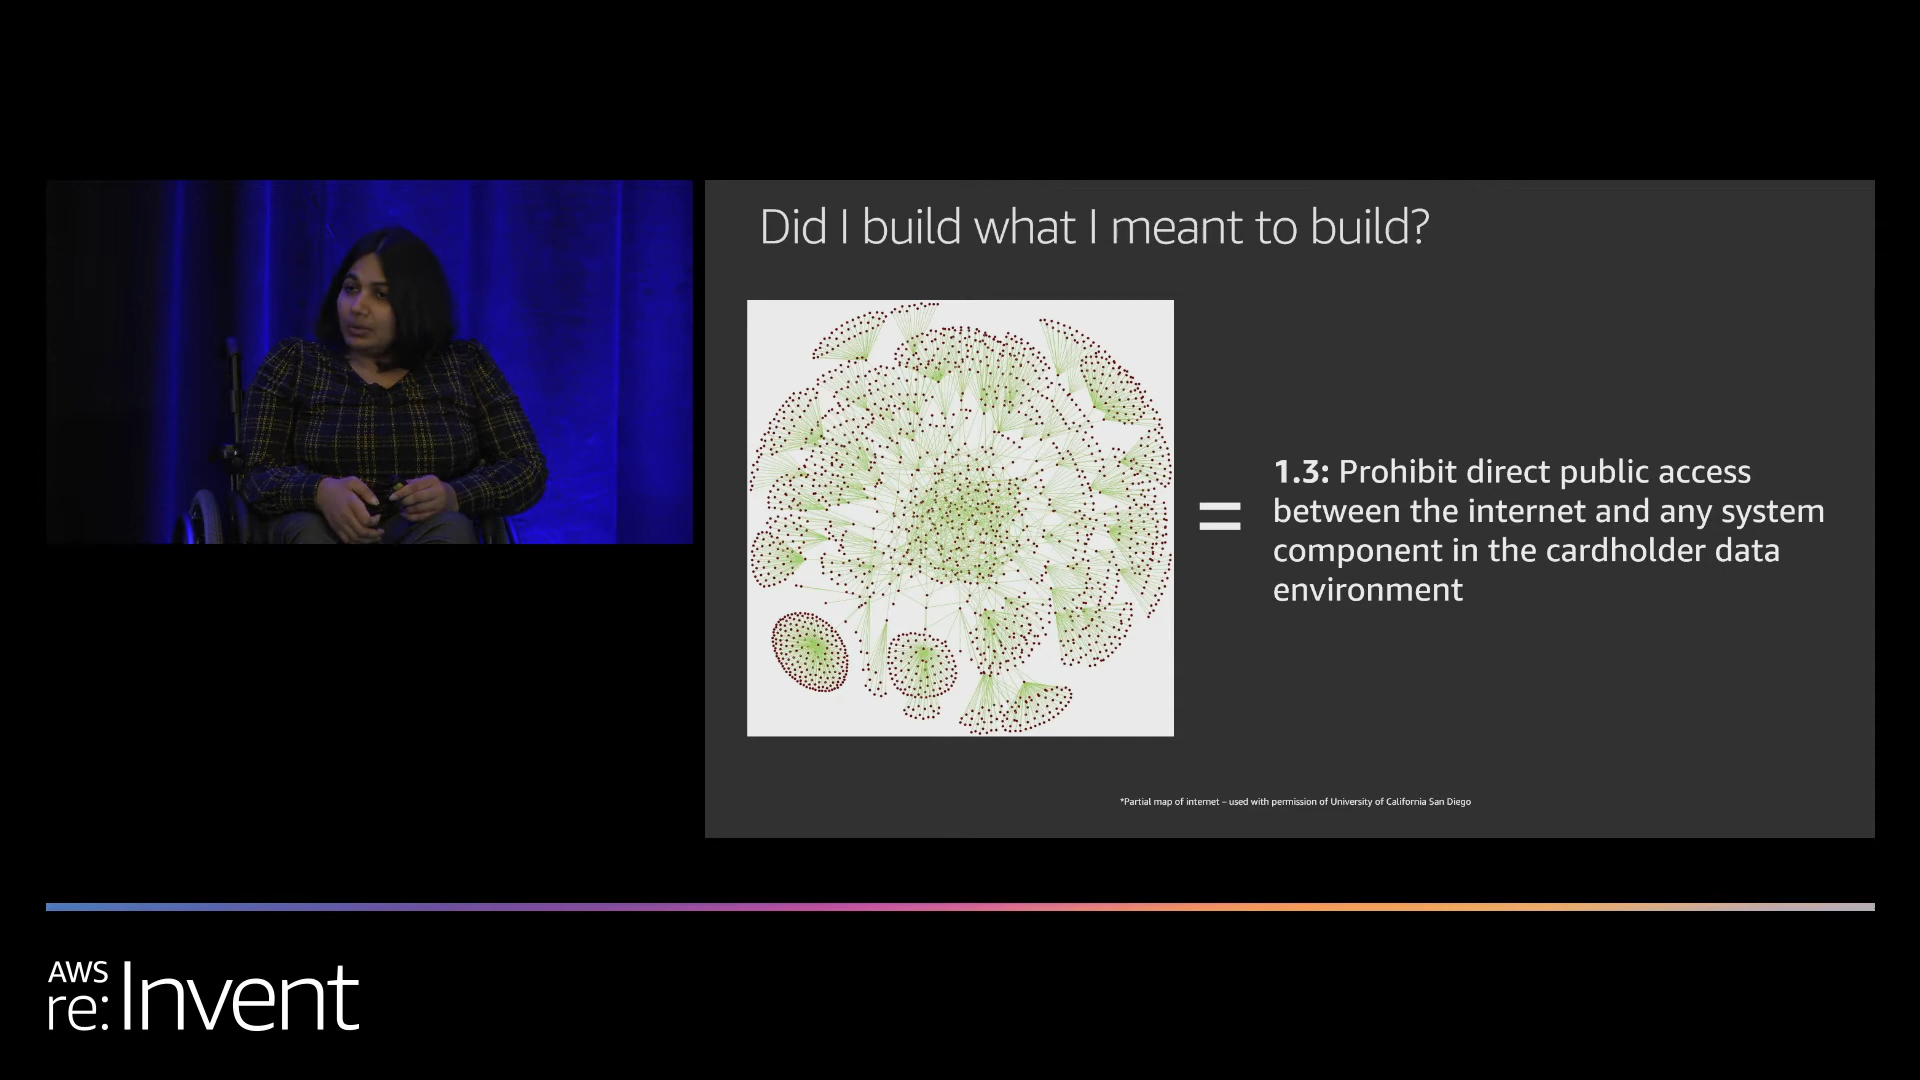 Did I build what I meant to build?
=
1.3: Prohibit direct public access
between the internet and any system
component in the cardholder data
environment
*Partial map of internet – used with permission of University of California San Diego
AWS
re:Invent